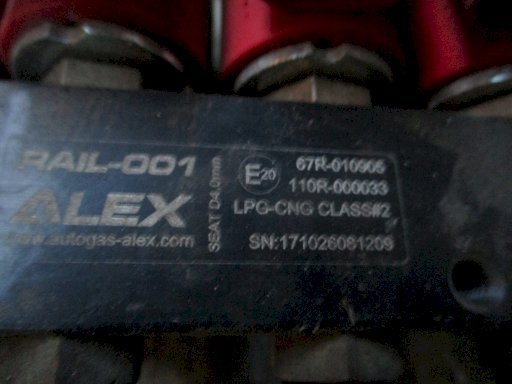 RAIL-001
ALEX
www.autogas-alex.com
SEAT D4.0mm
E20
67R-010905
110R-000033
LPG-CNG CLASS#2
SN:171026081209